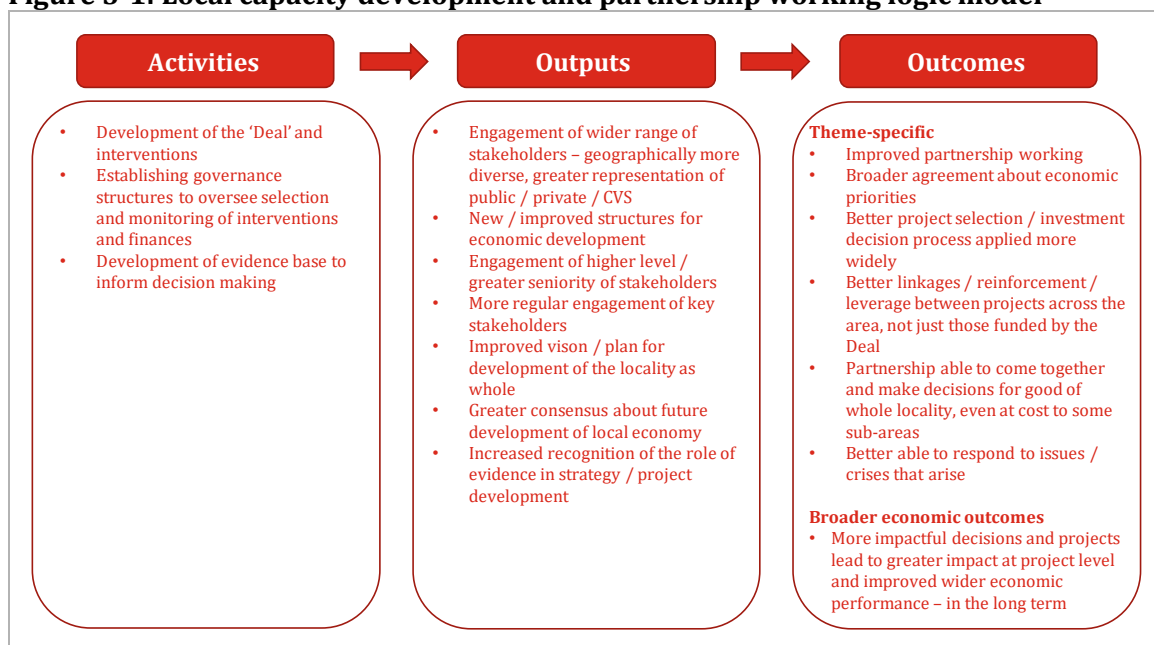 Figure 3-1: Local capacity development and partnership working logic model
Activities
Outputs
Outcomes
• Development of the ‘Deal’ and
interventions
• Establishing governance
structures to oversee selection
and monitoring of interventions
and finances
• Development of evidence base to
inform decision making
• Engagement of wider range of
stakeholders – geographically more
diverse, greater representation of
public / private / CVS
• New / improved structures for
economic development
• Engagement of higher level /
greater seniority of stakeholders
• More regular engagement of key
stakeholders
• Improved vison / plan for
development of the locality as
whole
• Greater consensus about future
development of local economy
• Increased recognition of the role of
evidence in strategy / project
development
Theme-specific
• Improved partnership working
• Broader agreement about economic
priorities
• Better project selection / investment
decision process applied more
widely
• Better linkages / reinforcement /
leverage between projects across the
area, not just those funded by the
Deal
• Partnership able to come together
and make decisions for good of
whole locality, even at cost to some
sub-areas
• Better able to respond to issues /
crises that arise
Broader economic outcomes
• More impactful decisions and projects
lead to greater impact at project level
and improved wider economic
performance – in the long term